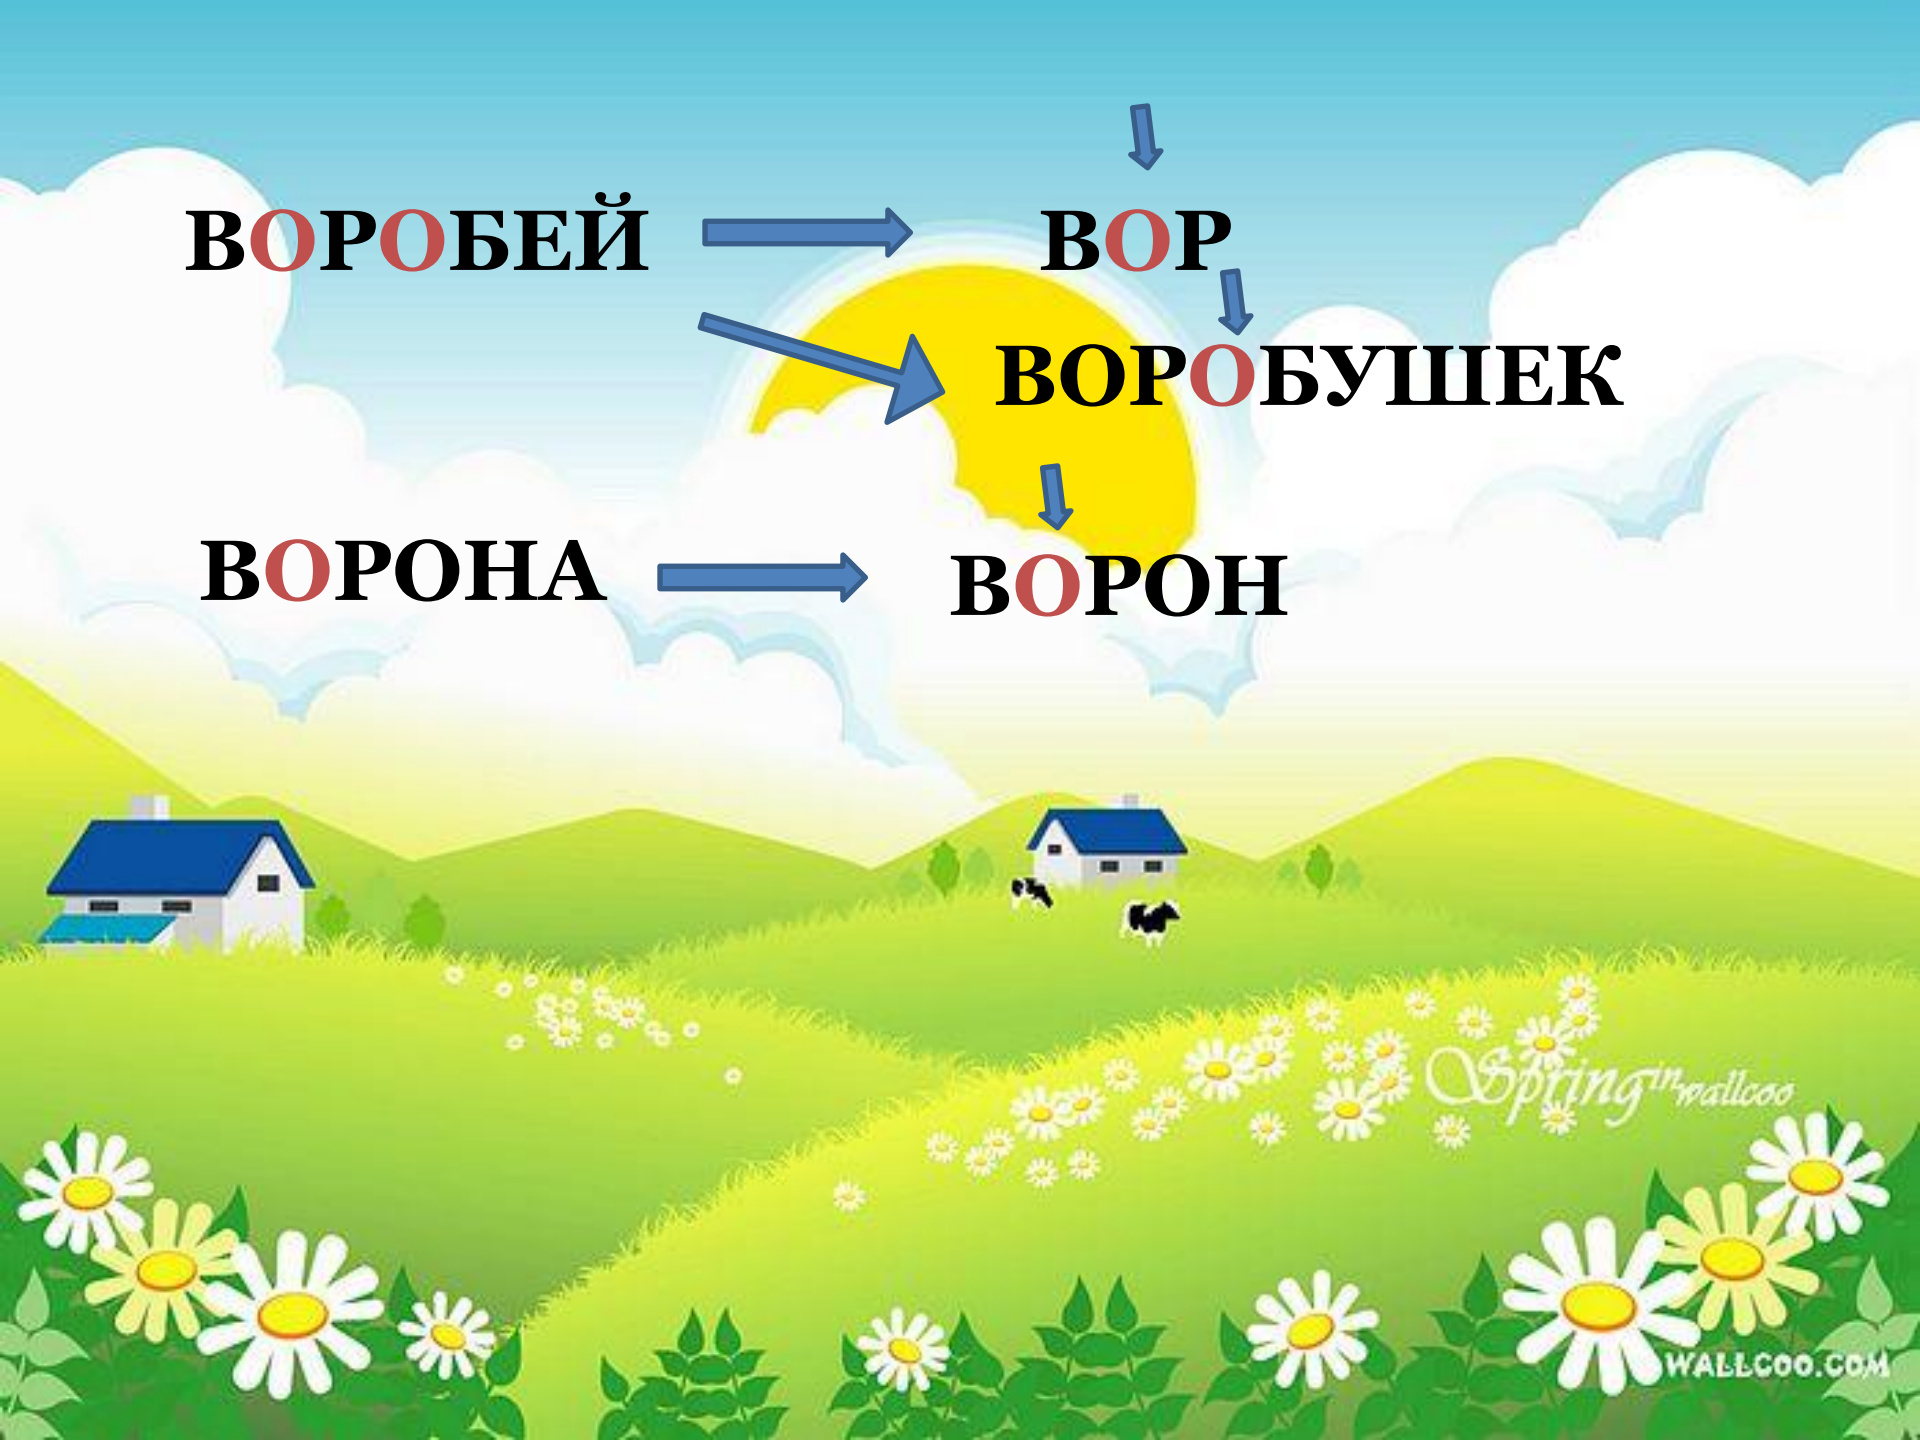 ВОРОБЕЙ ВОР
ВОРОБУШЕК
ВОРОНА ВОРОН
Spring in wallcoo
WALLCOO.COM